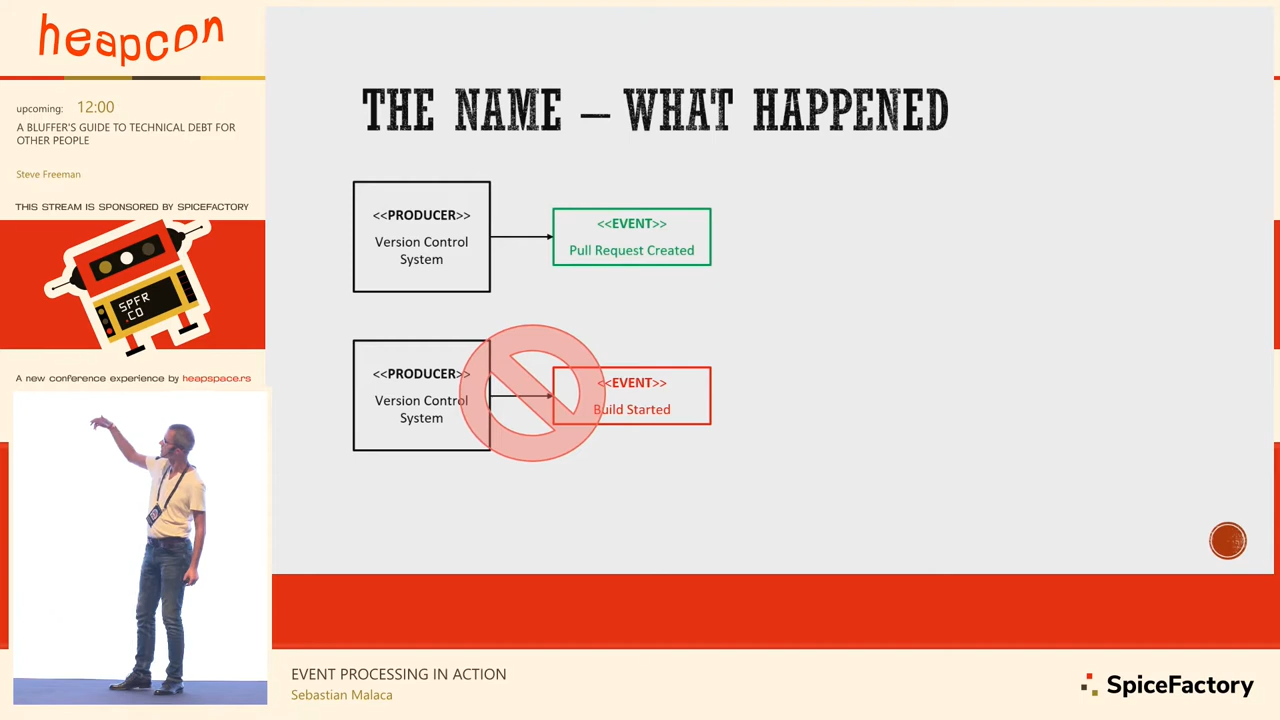 heapcon
upcoming: 12:00
A BLUFFER'S GUIDE TO TECHNICAL DEBT FOR
OTHER PEOPLE
Steve Freeman
THIS STREAM IS SPONSORED BY SPICEFACTORY
SPFR
.CO
A new conference experience by heapspace.rs
THE NAME – WHAT HAPPENED
<<PRODUCER>>
Version Control
System
<<EVENT>>
Pull Request Created
<<PRODUCER>>
Version Control
System
<<EVENT>>
Build Started
EVENT PROCESSING IN ACTION
Sebastian Malaca
SpiceFactory